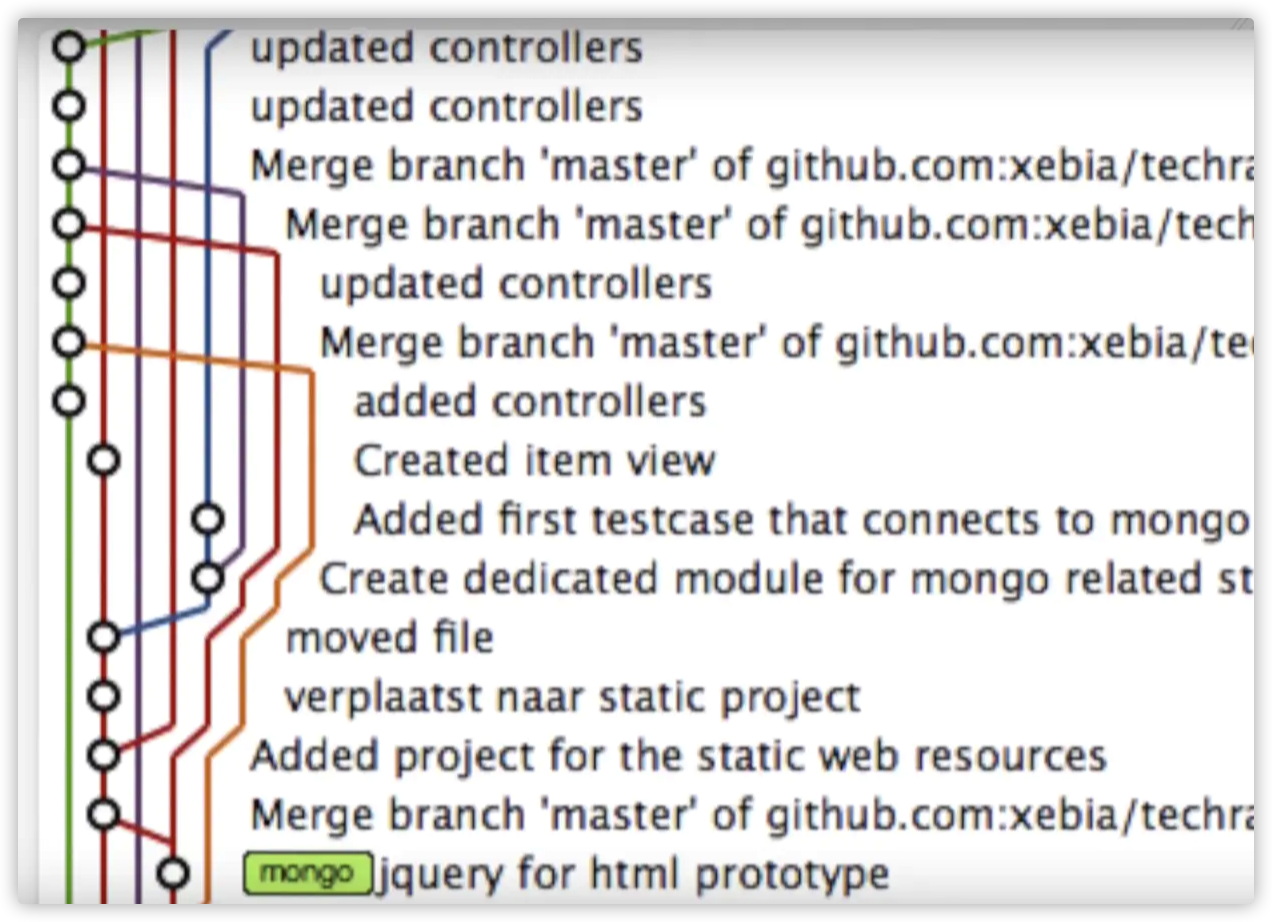 updated controllers
updated controllers
Merge branch 'master' of github.com:xebia/techra
Merge branch 'master' of github.com:xebia/tech
updated controllers
Merge branch 'master' of github.com:xebia/te
added controllers
Created item view
Added first testcase that connects to mongo
Create dedicated module for mongo related st
moved file
verplaatst naar static project
Added project for the static web resources
Merge branch 'master' of github.com:xebia/techra
mongo jquery for html prototype